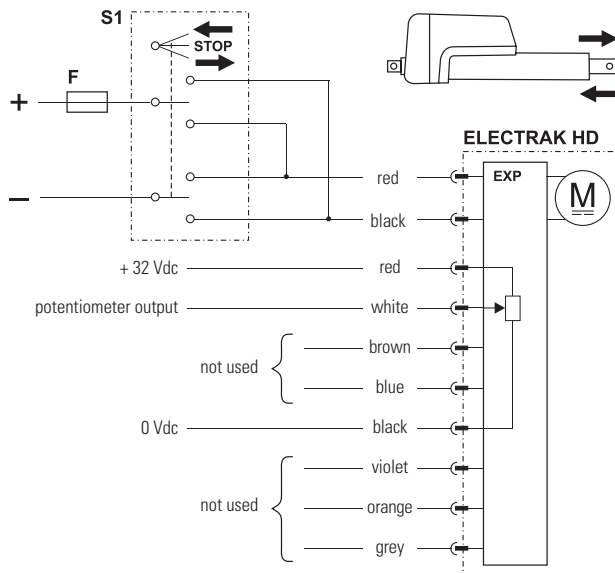 S1
STOP
F
+
−
ELECTRAK HD
EXP
M
red
black
+ 32 Vdc red
potentiometer output white
brown
not used
blue
0 Vdc black
violet
not used orange
grey